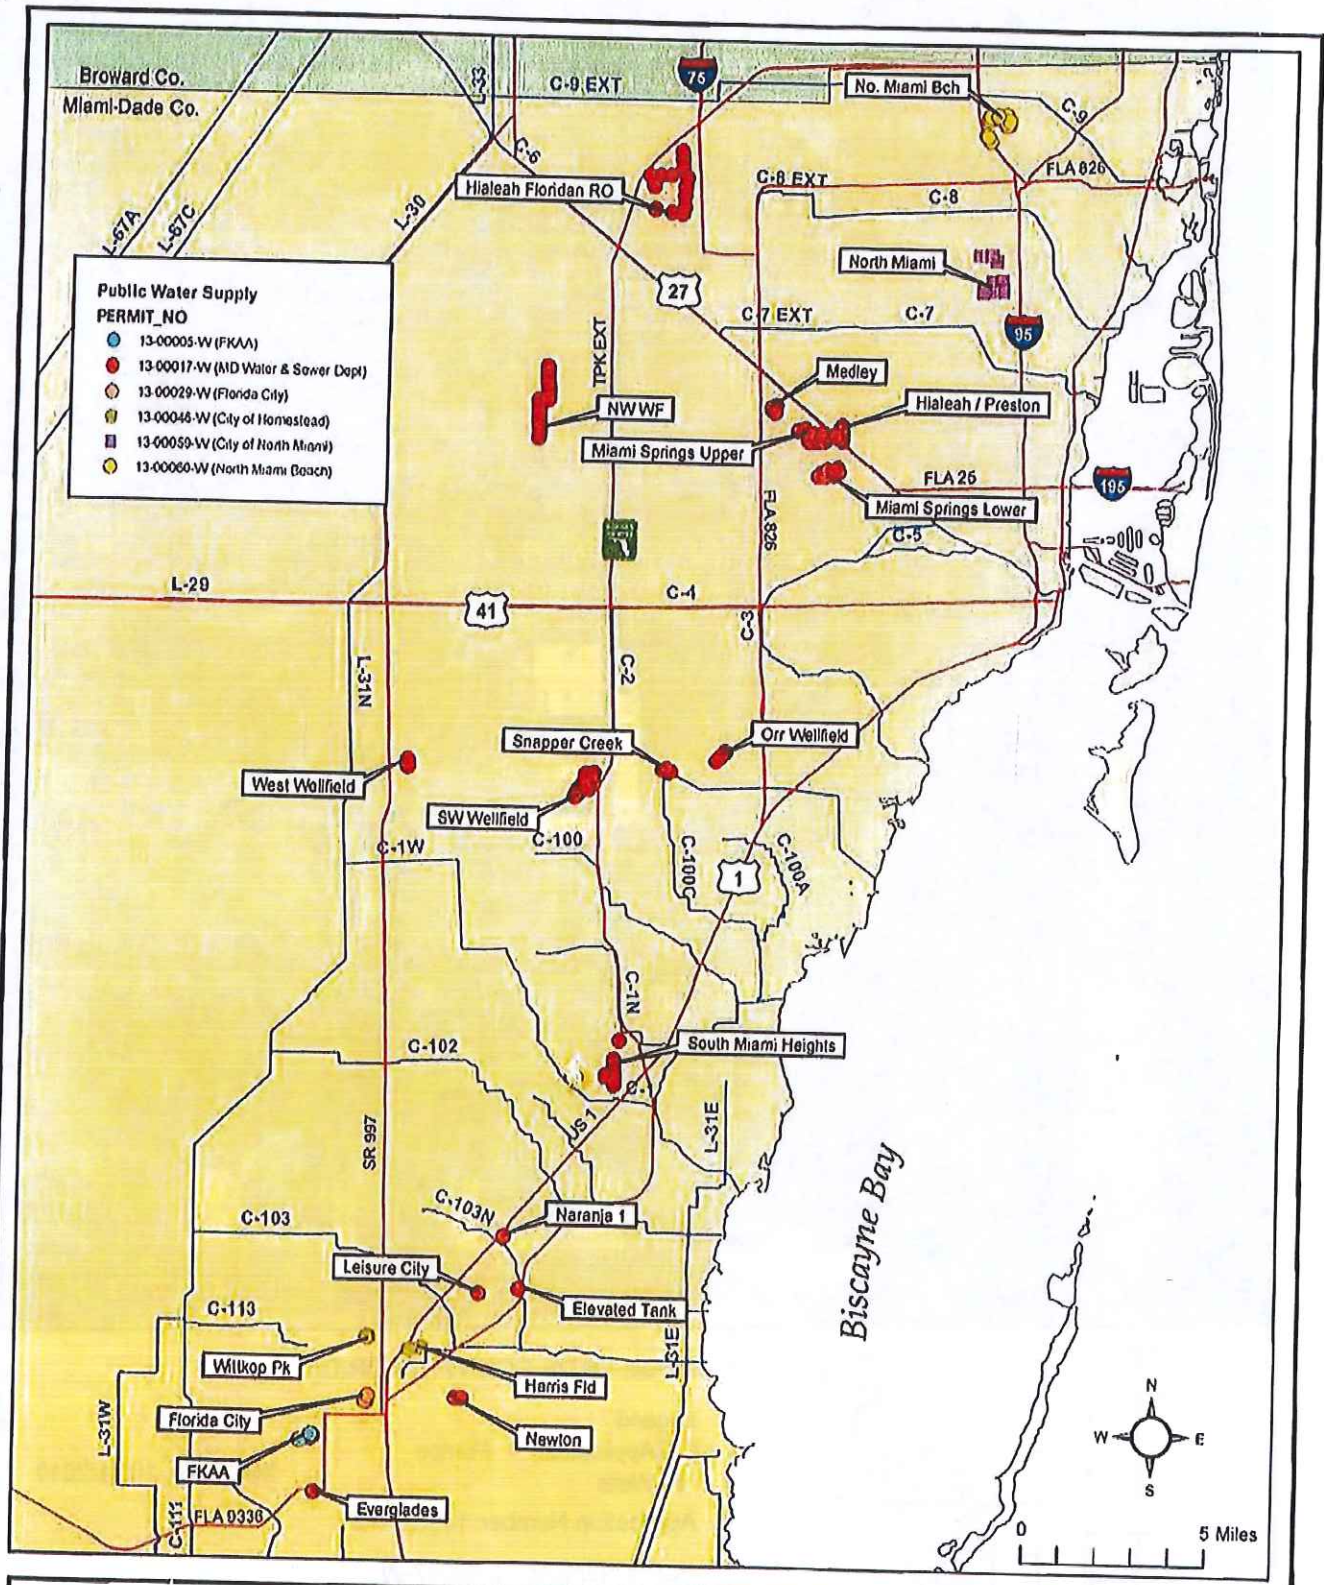 Broward Co.
Miami-Dade Co.
L-33
C-9 EXT
75
No. Miami Bch
C-9
C-6
Hialeah Floridan RO
FLA 826
C-8 EXT
C-8
L-67A
L-67C
L-30
North Miami
27
C-7 EXT
C-7
95
Public Water Supply
PERMIT_NO
13-00005-W (FKAA)
13-00017-W (MD Water & Sewer Dept)
13-00029-W (Florida City)
13-00046-W (City of Homestead)
13-00059-W (City of North Miami)
13-00060-W (North Miami Beach)
TPK EXT
Medley
NW WF
Hialeah / Preston
Miami Springs Upper
FLA 25
195
Miami Springs Lower
FLA 826
C-5
L-29
41
C-4
C-3
L-31N
C-2
Snapper Creek
Orr Wellfield
West Wellfield
SW Wellfield
C-100
C-1W
C-100C
C-100A
1
C-1N
South Miami Heights
C-102
C-1
US 1
L-31E
SR 997
Biscayne Bay
C-103N
Naranja 1
C-103
Leisure City
Elevated Tank
C-113
L-31E
Wittkop Pk
Harris Fld
Florida City
Newton
L-31W
FKAA
Everglades
C-111
FLA 9336
N
W
E
S
0
5 Miles